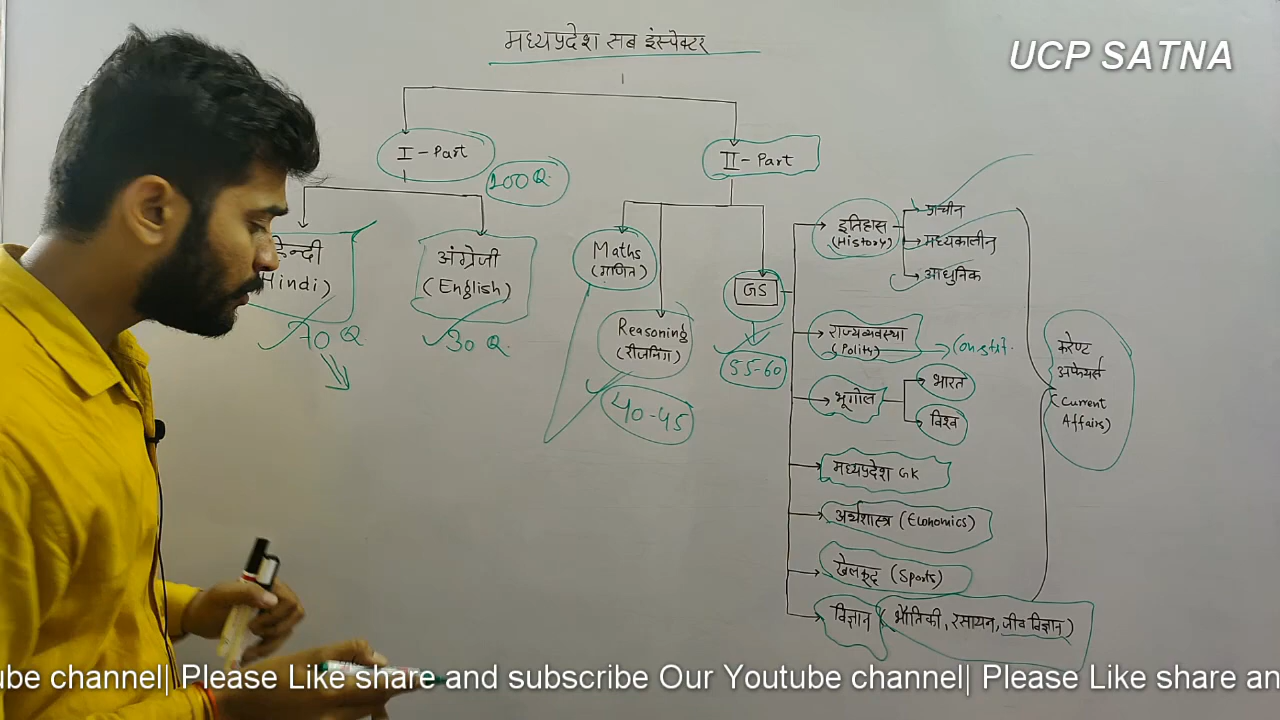 मध्यप्रदेश सब इंस्पेक्टर
UCP SATNA
I - Part
200 Q.
II - Part
हिन्दी
(Hindi)
70 Q
अंग्रेजी
(English)
30 Q.
Maths
(गणित)
Reasoning
(रीजनिंग)
40-45
GS
55-60
इतिहास
(History)
प्राचीन
मध्यकालीन
आधुनिक
राज्यव्यवस्था
(Polity)
Constt.
भूगोल
भारत
विश्व
मध्यप्रदेश GK
अर्थशास्त्र (Economics)
खेलकूद (Sports)
विज्ञान (भौतिकी, रसायन, जीव विज्ञान)
करेण्ट
अफेयर्स
(Current
Affairs)
ube channel| Please Like share and subscribe Our Youtube channel| Please Like share an